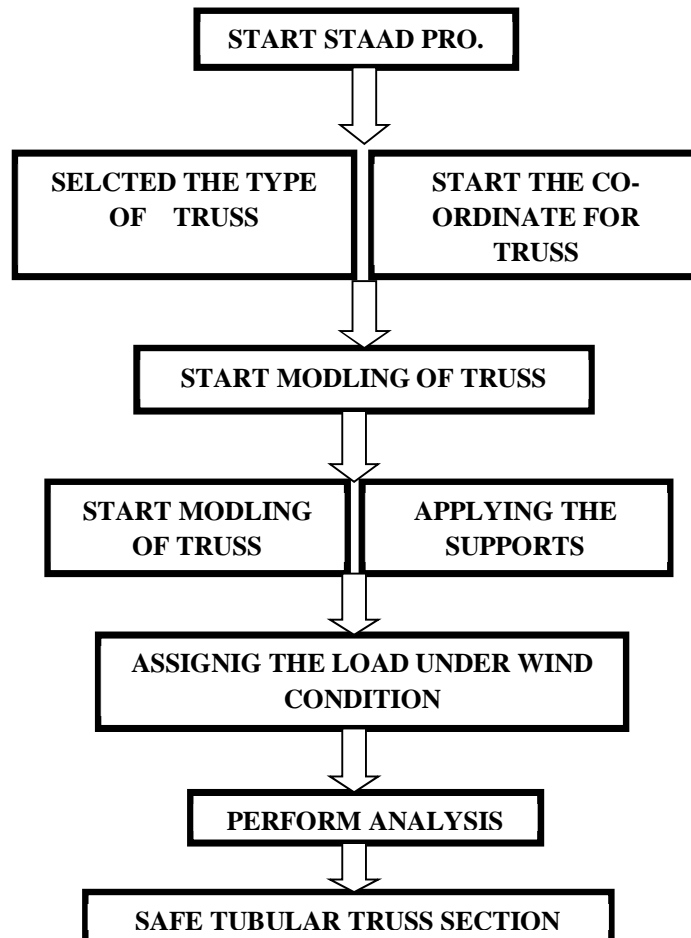 START STAAD PRO.
SELCTED THE TYPE
OF TRUSS
START THE CO-
ORDINATE FOR
TRUSS
START MODLING OF TRUSS
START MODLING
OF TRUSS
APPLYING THE
SUPPORTS
ASSIGNIG THE LOAD UNDER WIND
CONDITION
PERFORM ANALYSIS
SAFE TUBULAR TRUSS SECTION